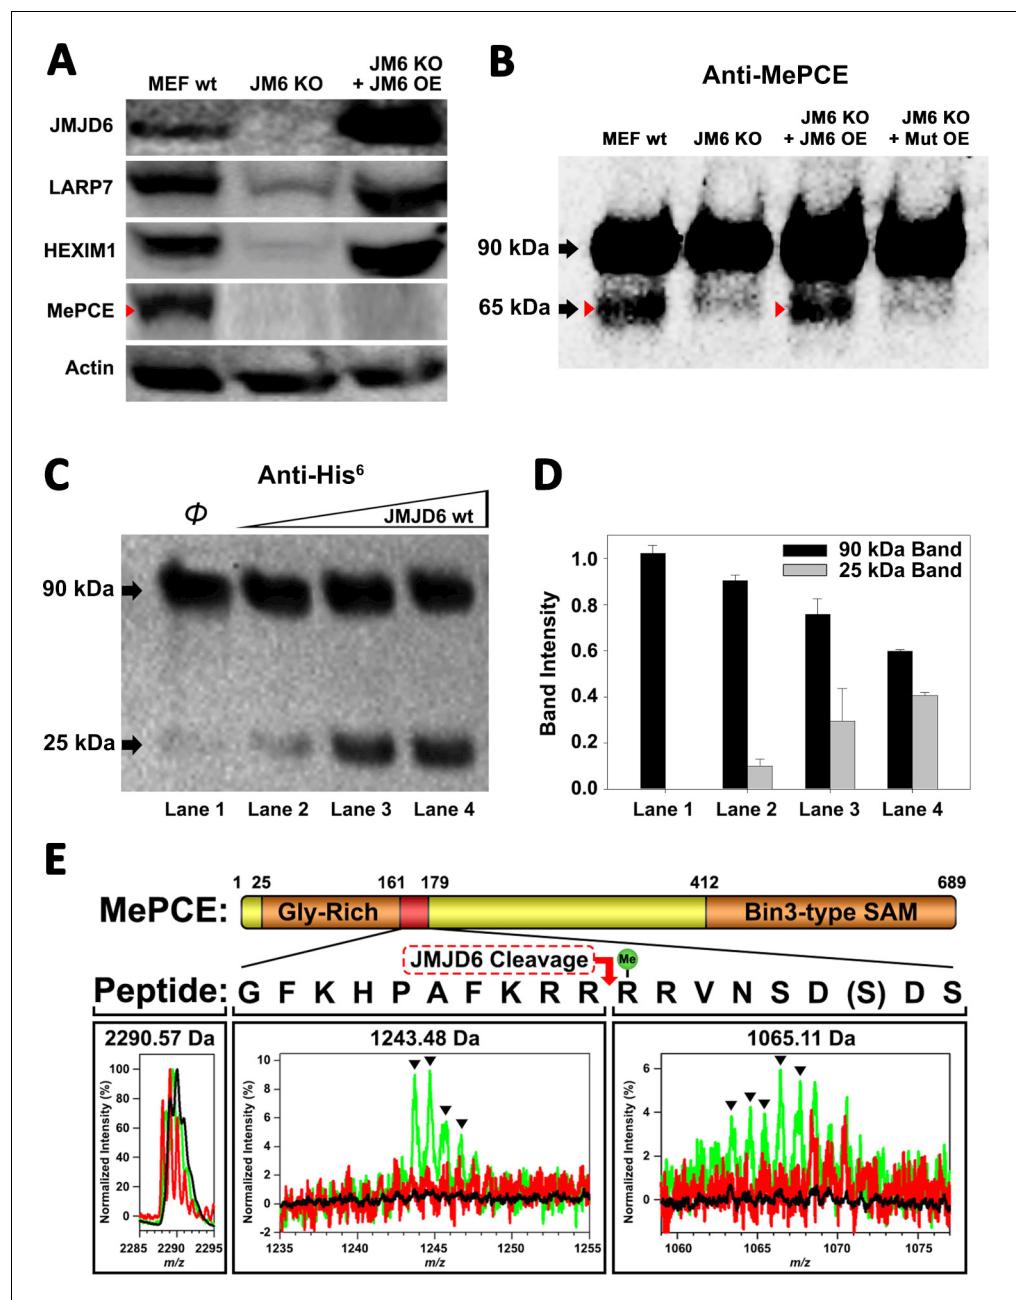 A
MEF wt
JM6 KO
JM6 KO
+ JM6 OE
JMJD6
LARP7
HEXIM1
MePCE
Actin
B
Anti-MePCE
MEF wt
JM6 KO
JM6 KO
+ JM6 OE
JM6 KO
+ Mut OE
90 kDa
65 kDa
C
Anti-His⁶
Φ
JMJD6 wt
90 kDa
25 kDa
Lane 1 Lane 2 Lane 3 Lane 4
D
Band Intensity
1.0
0.8
0.6
0.4
0.2
0.0
90 kDa Band
25 kDa Band
Lane 1 Lane 2 Lane 3 Lane 4
E
1 25 161 179 412 689
MePCE:
Gly-Rich
Bin3-type SAM
JMJD6 Cleavage
Me
Peptide: G F K H P A F K R R R R V N S D (S) D S
2290.57 Da
Normalized Intensity (%)
100
80
60
40
20
0
2285 2290 2295
m/z
1243.48 Da
Normalized Intensity (%)
10
8
6
4
2
0
-2
1235 1240 1245 1250 1255
m/z
1065.11 Da
Normalized Intensity (%)
6
4
2
0
1060 1065 1070 1075
m/z